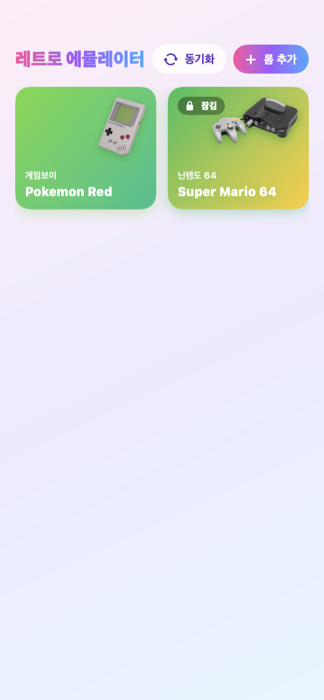 레트로 에뮬레이터
동기화
롬 추가
게임보이
Pokemon Red
잠김
닌텐도 64
Super Mario 64